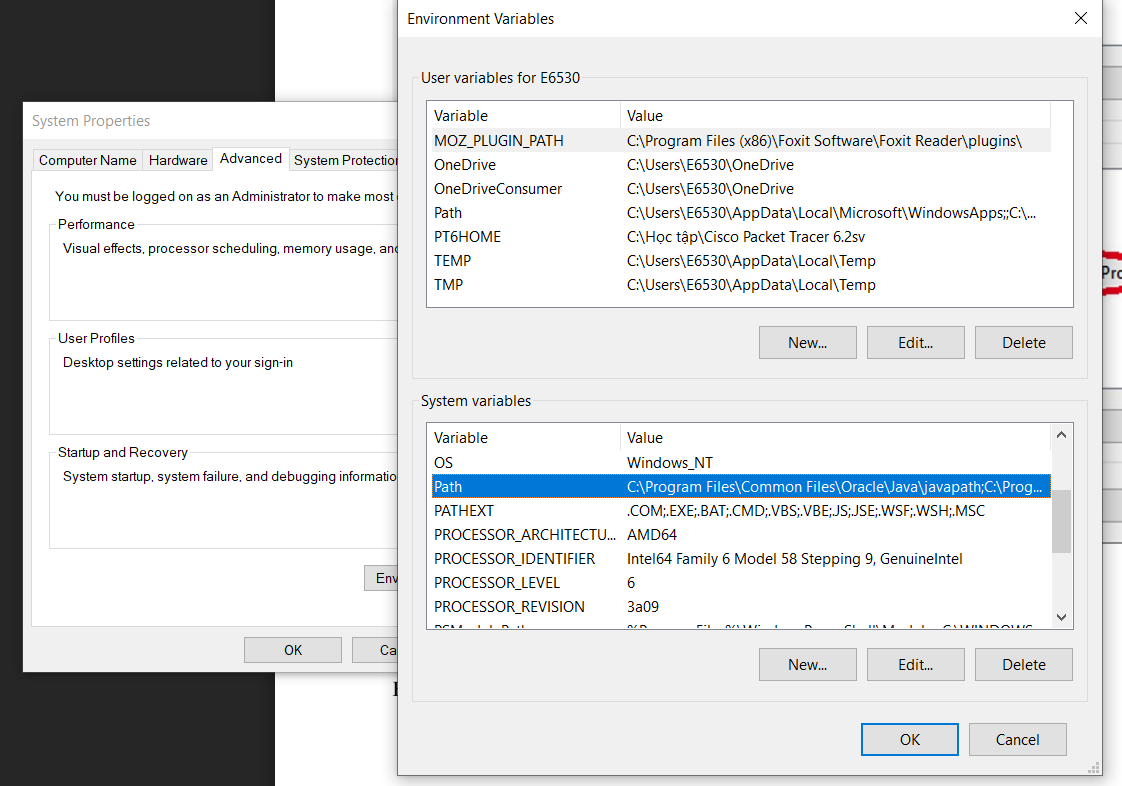 Environment Variables
User variables for E6530
Variable Value
MOZ_PLUGIN_PATH C:\Program Files (x86)\Foxit Software\Foxit Reader\plugins\
OneDrive C:\Users\E6530\OneDrive
OneDriveConsumer C:\Users\E6530\OneDrive
Path C:\Users\E6530\AppData\Local\Microsoft\WindowsApps;;C:\...
PT6HOME C:\Học tập\Cisco Packet Tracer 6.2sv
TEMP C:\Users\E6530\AppData\Local\Temp
TMP C:\Users\E6530\AppData\Local\Temp
New... Edit... Delete
System variables
Variable Value
OS Windows_NT
Path C:\Program Files\Common Files\Oracle\Java\javapath;C:\Prog...
PATHEXT .COM;.EXE;.BAT;.CMD;.VBS;.VBE;.JS;.JSE;.WSF;.WSH;.MSC
PROCESSOR_ARCHITECTU... AMD64
PROCESSOR_IDENTIFIER Intel64 Family 6 Model 58 Stepping 9, GenuineIntel
PROCESSOR_LEVEL 6
PROCESSOR_REVISION 3a09
New... Edit... Delete
OK Cancel
System Properties
Computer Name Hardware Advanced System Protection
You must be logged on as an Administrator to make most
Performance
Visual effects, processor scheduling, memory usage, and
User Profiles
Desktop settings related to your sign-in
Startup and Recovery
System startup, system failure, and debugging informatio
Env
OK Ca
Pro